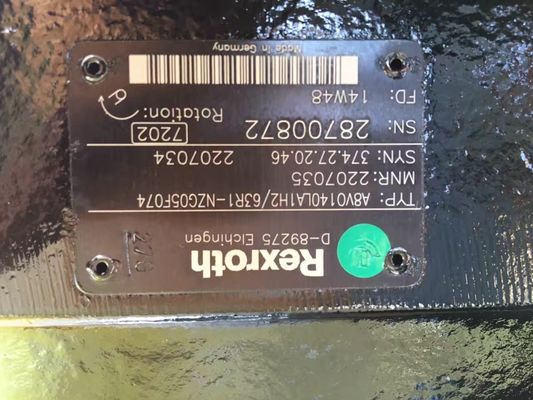 Rexroth
D-89275 Elchingen
TYP: A8VO140LA1H2/63R1-NZG05F074
MNR: 2207035
SYN: 374.27.20.46 2207034
SN: 28700872 7202 Rotation:
FD: 14W48
Made in Germany